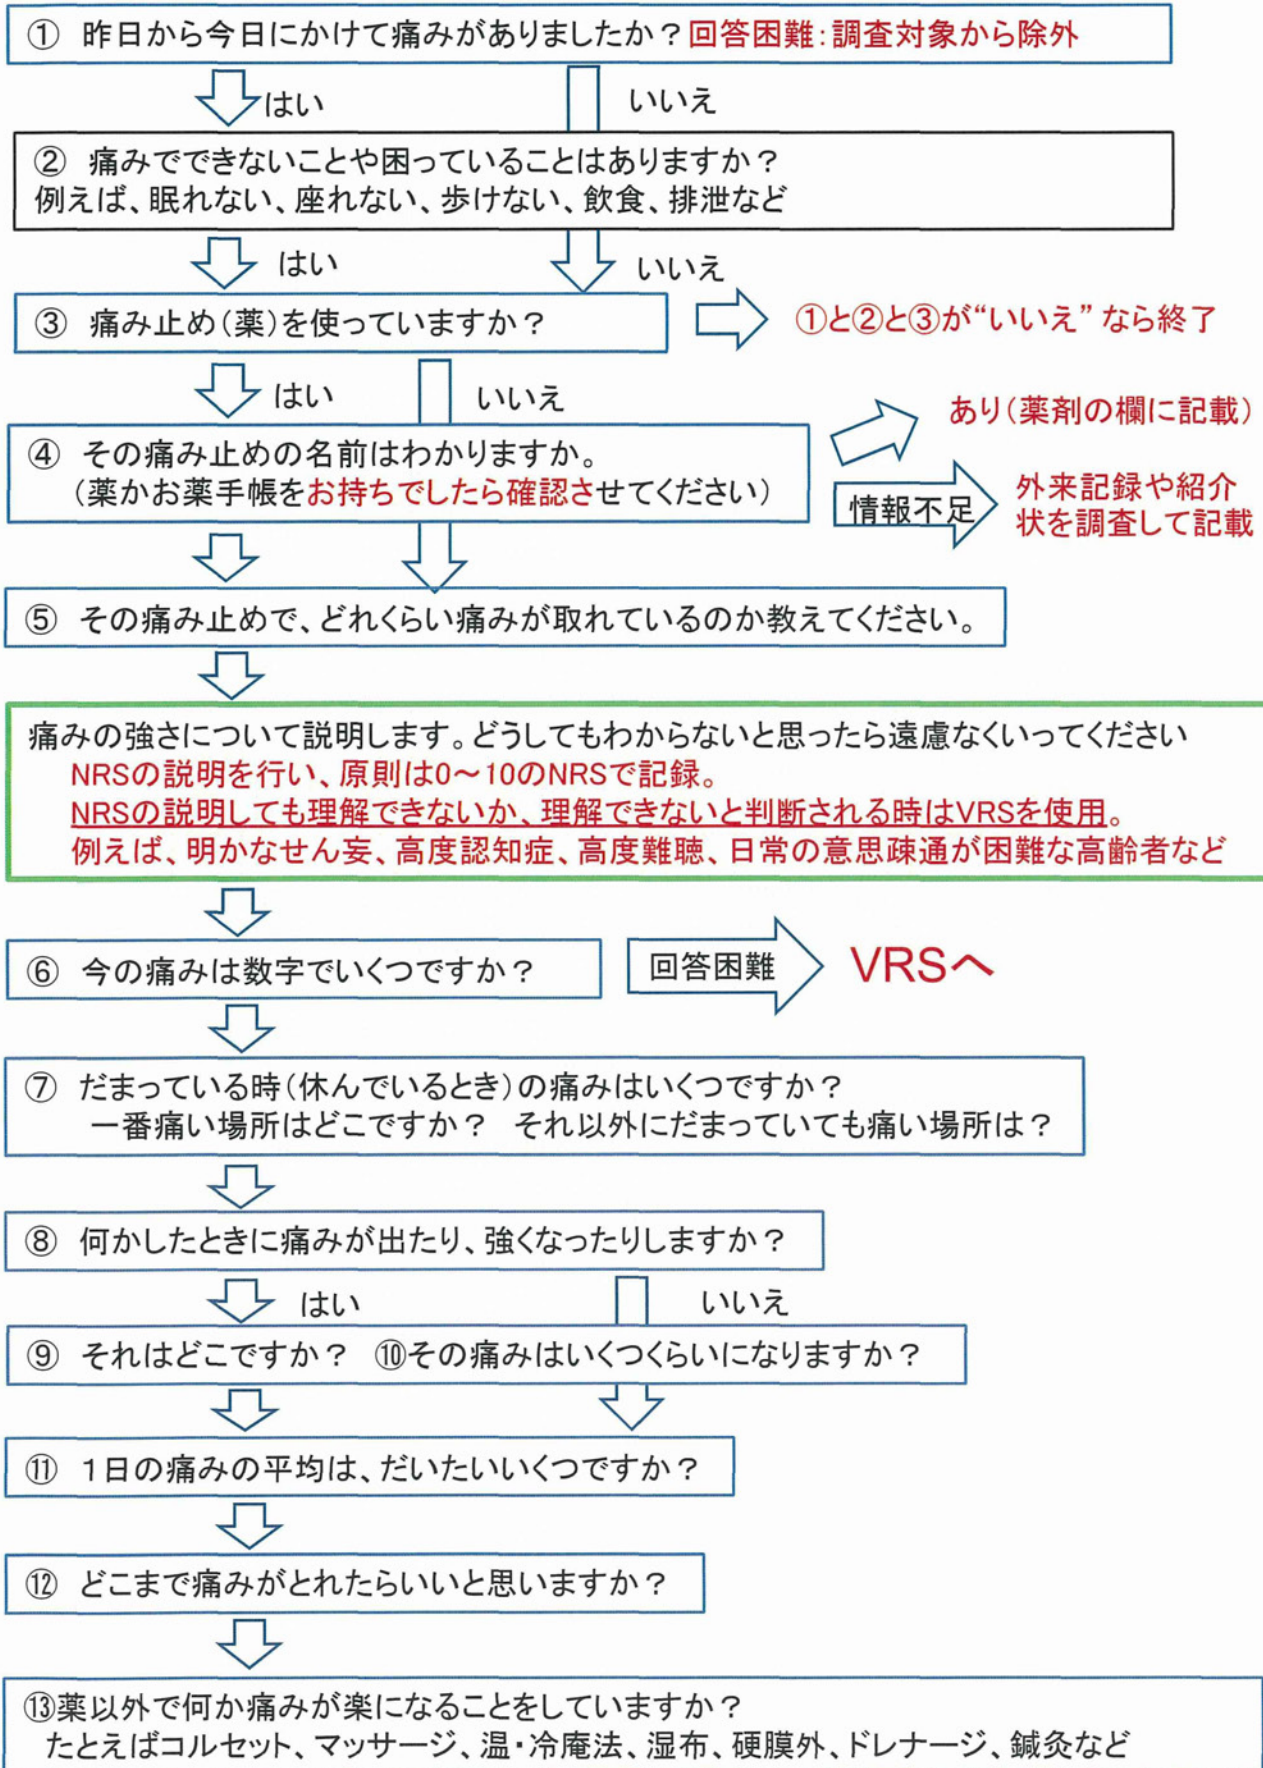 ① 昨日から今日にかけて痛みがありましたか？回答困難：調査対象から除外
はい いいえ
② 痛みでできないことや困っていることはありますか？
例えば、眠れない、座れない、歩けない、飲食、排泄など
はい いいえ
③ 痛み止め（薬）を使っていますか？
①と②と③が“いいえ”なら終了
はい いいえ
あり（薬剤の欄に記載）
④ その痛み止めの名前はわかりますか。
（薬かお薬手帳をお持ちでしたら確認させてください）
情報不足
外来記録や紹介
状を調査して記載
⑤ その痛み止めで、どれくらい痛みが取れているのか教えてください。
痛みの強さについて説明します。どうしてもわからないと思ったら遠慮なくいってください
NRSの説明を行い、原則は0～10のNRSで記録。
NRSの説明しても理解できないか、理解できないと判断される時はVRSを使用。
例えば、明かなせん妄、高度認知症、高度難聴、日常の意思疎通が困難な高齢者など
⑥ 今の痛みは数字でいくつですか？
回答困難
VRSへ
⑦ だまっている時（休んでいるとき）の痛みはいくつですか？
一番痛い場所はどこですか？ それ以外にだまっていても痛い場所は？
⑧ 何かしたときに痛みが出たり、強くなったりしますか？
はい いいえ
⑨ それはどこですか？ ⑩その痛みはいくつくらいになりますか？
⑪ １日の痛みの平均は、だいたいいくつですか？
⑫ どこまで痛みがとれたらいいと思いますか？
⑬薬以外で何か痛みが楽になることをしていますか？
たとえばコルセット、マッサージ、温・冷庵法、湿布、硬膜外、ドレナージ、鍼灸など